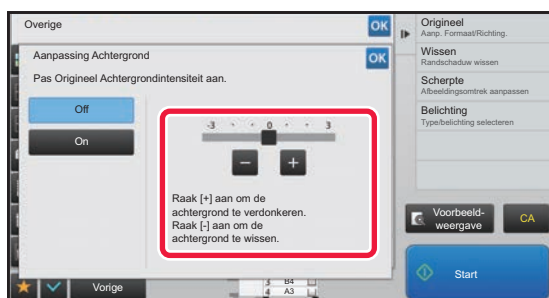 Overige
OK
Aanpassing Achtergrond
OK
Pas Origineel Achtergrondintensiteit aan.
Off
On
-3 0 3
− +
Raak [+] aan om de
achtergrond te verdonkeren.
Raak [-] aan om de
achtergrond te wissen.
Vorige
3 B4
4 A3
Origineel
Aanp. Formaat/Richting.
Wissen
Randschaduw wissen
Scherpte
Afbeeldingsomtrek aanpassen
Belichting
Type/belichting selecteren
Voorbeeld-
weergave
CA
Start